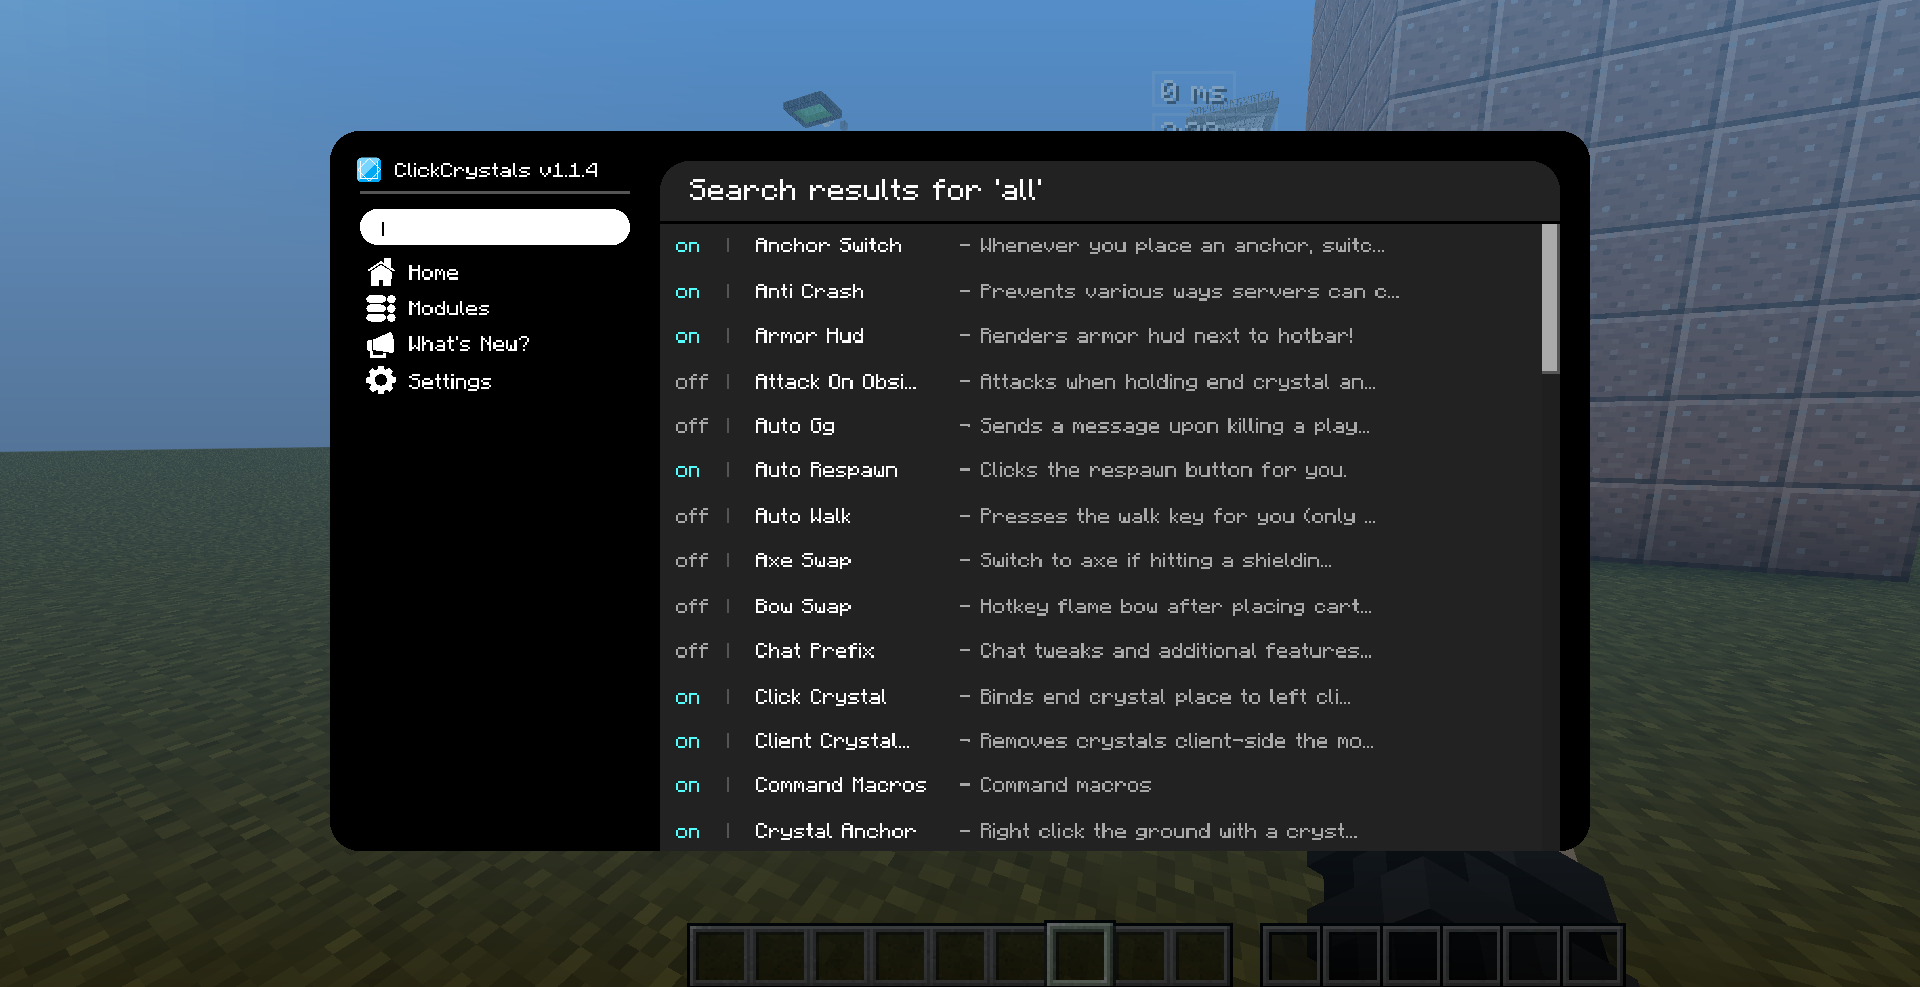 0 ms
ClickCrystals v1.1.4
Home
Modules
What's New?
Settings
Search results for 'all'
on | Anchor Switch - Whenever you place an anchor, switc...
on | Anti Crash - Prevents various ways servers can c...
on | Armor Hud - Renders armor hud next to hotbar!
off | Attack On Obsi... - Attacks when holding end crystal an...
off | Auto Gg - Sends a message upon killing a play...
on | Auto Respawn - Clicks the respawn button for you.
off | Auto Walk - Presses the walk key for you (only ...
off | Axe Swap - Switch to axe if hitting a shieldin...
off | Bow Swap - Hotkey flame bow after placing cart...
off | Chat Prefix - Chat tweaks and additional features...
on | Click Crystal - Binds end crystal place to left cli...
on | Client Crystal... - Removes crystals client-side the mo...
on | Command Macros - Command macros
on | Crystal Anchor - Right click the ground with a cryst...